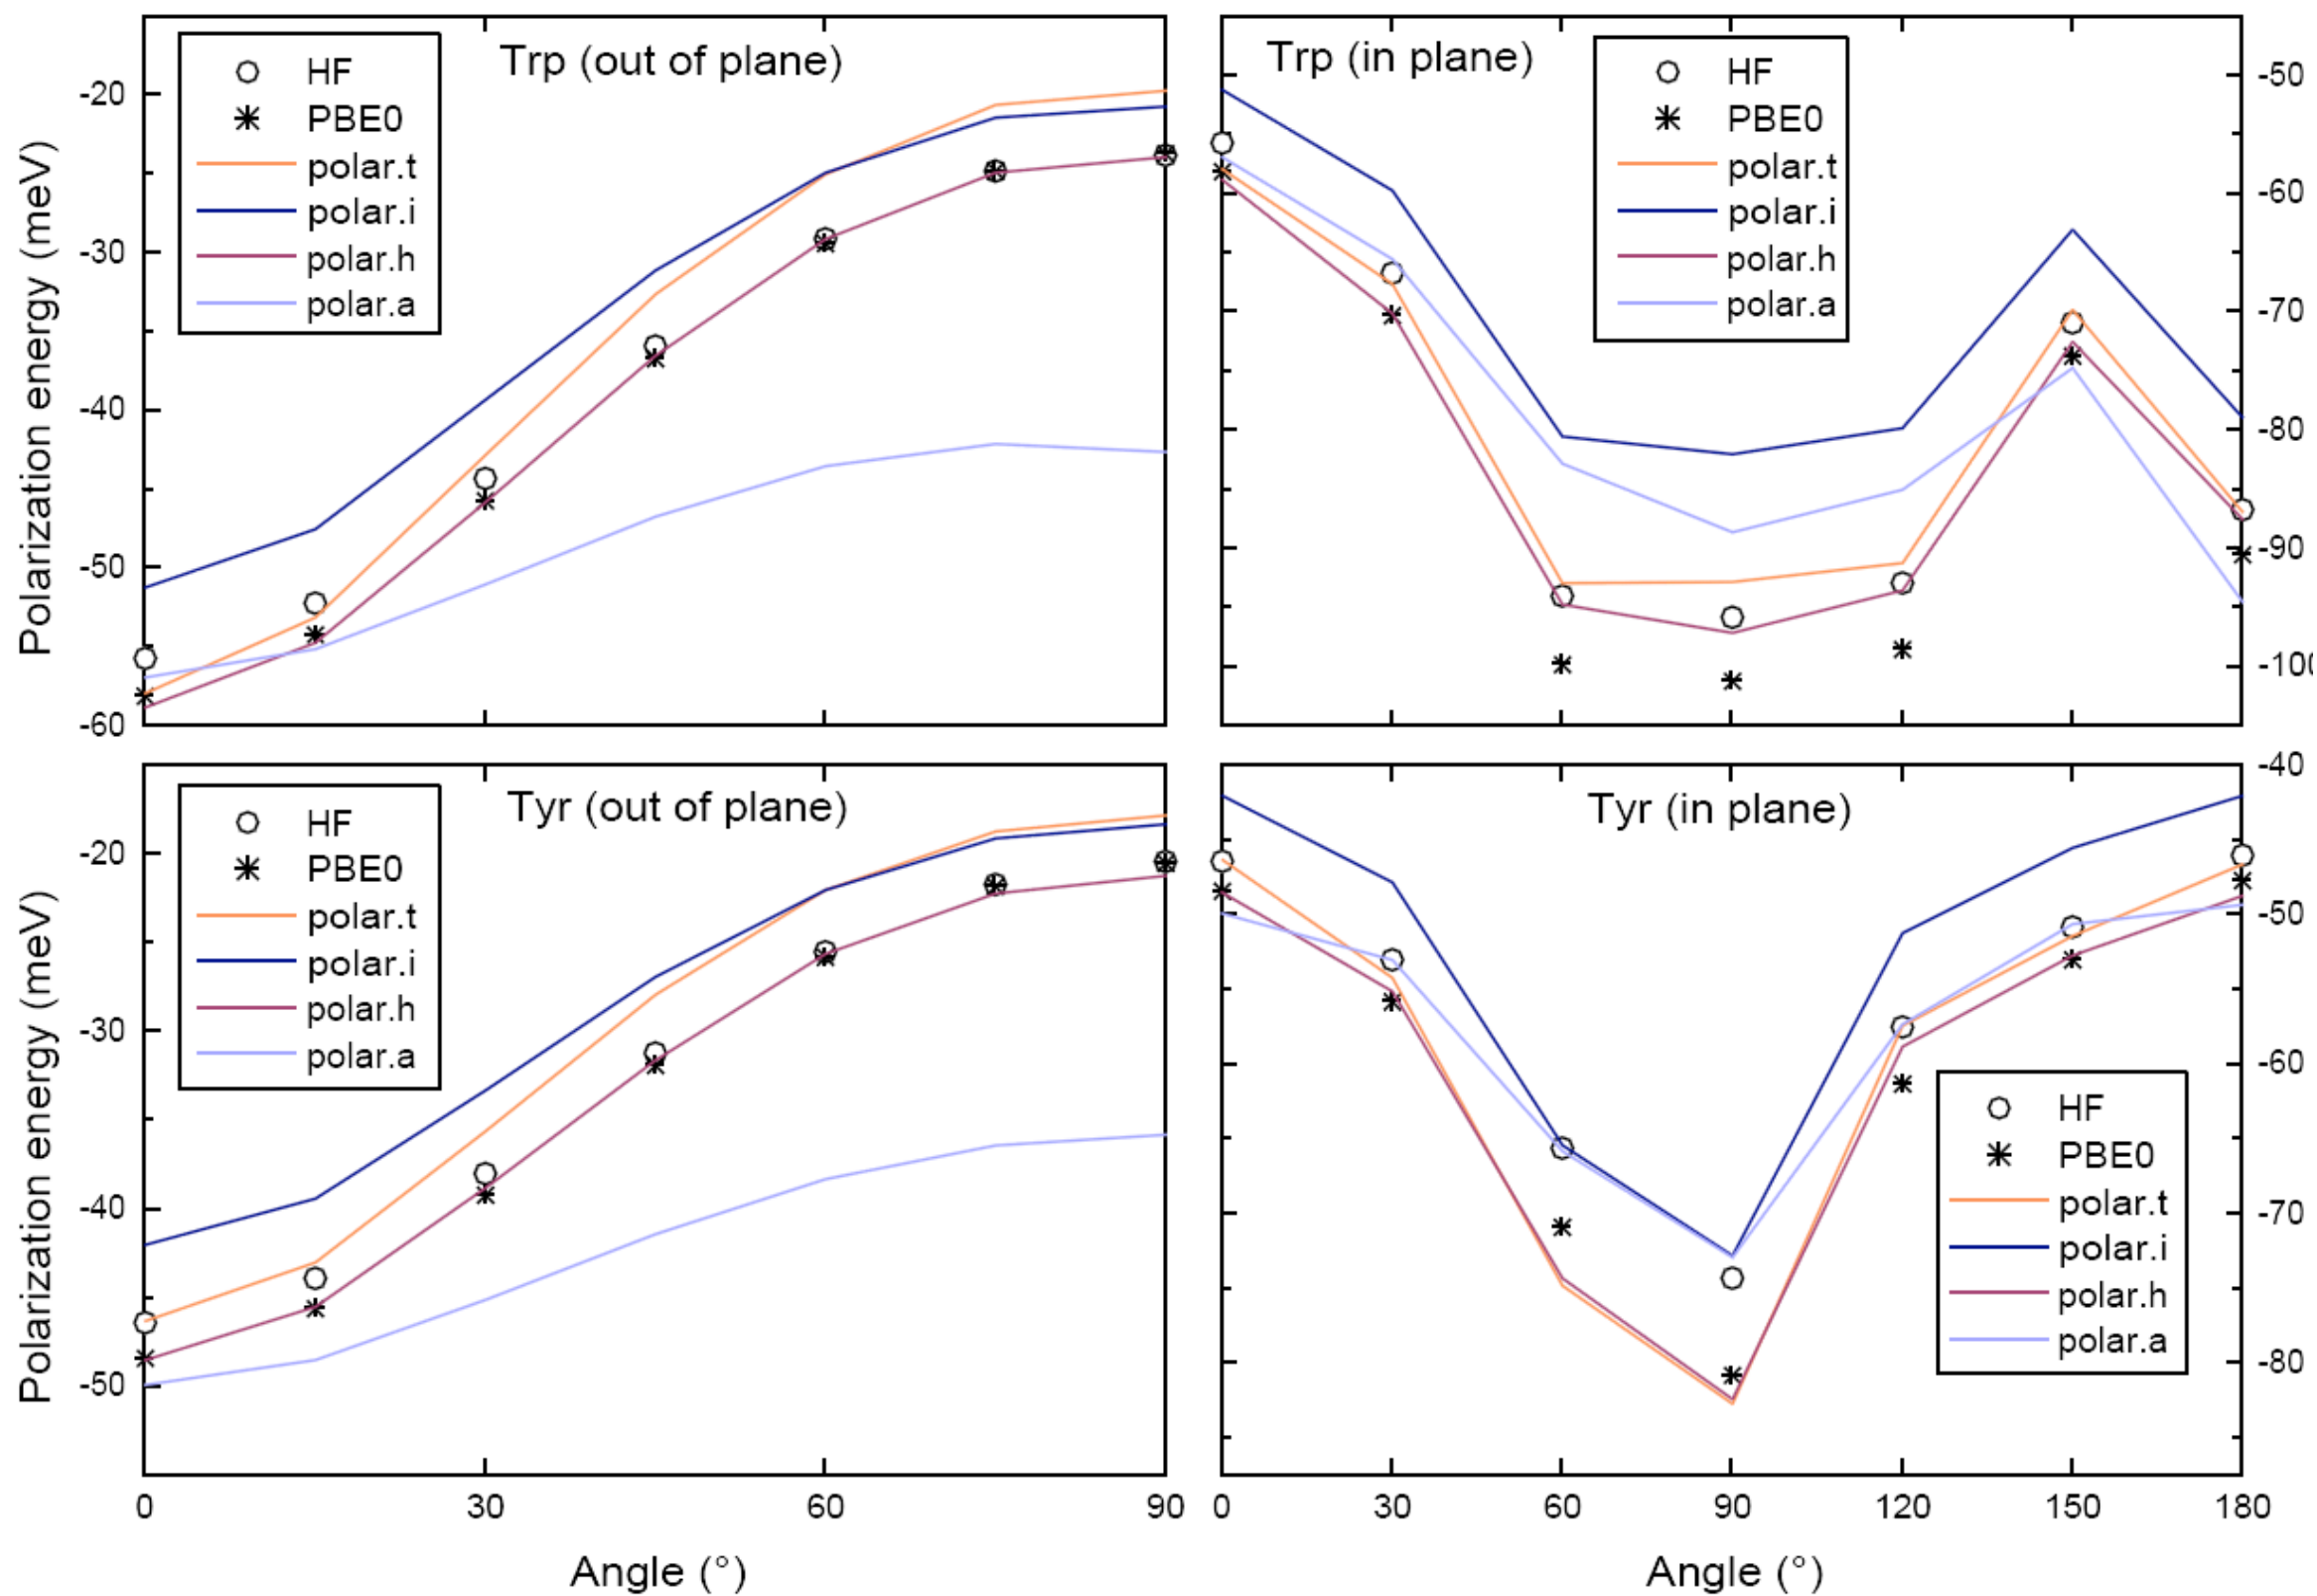 Trp (out of plane)
HF
PBE0
polar.t
polar.i
polar.h
polar.a
-20
-30
-40
-50
-60
Polarization energy (meV)
Trp (in plane)
HF
PBE0
polar.t
polar.i
polar.h
polar.a
-50
-60
-70
-80
-90
-100
Tyr (out of plane)
HF
PBE0
polar.t
polar.i
polar.h
polar.a
-20
-30
-40
-50
Polarization energy (meV)
0 30 60 90
Angle (°)
Tyr (in plane)
HF
PBE0
polar.t
polar.i
polar.h
polar.a
-40
-50
-60
-70
-80
0 30 60 90 120 150 180
Angle (°)